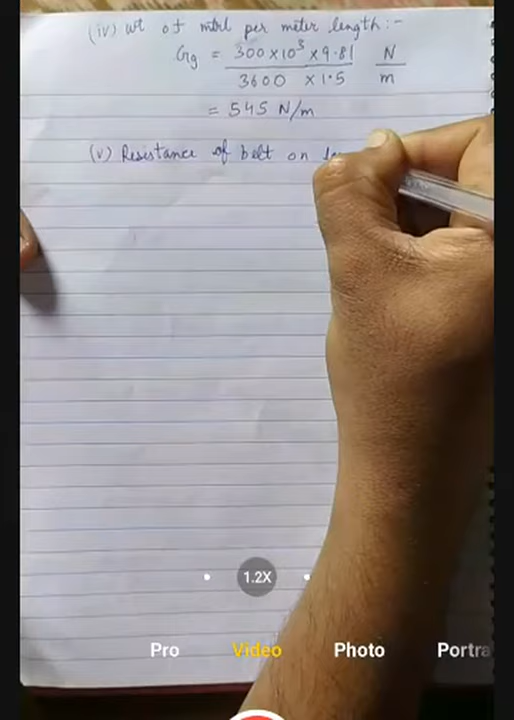 (iv) wt of mtrl per meter length:-
Gg = 300×10³×9.81 / 3600 ×1.5 N/m
= 545 N/m
(v) Resistance of belt on
1.2X
Pro Video Photo Portra